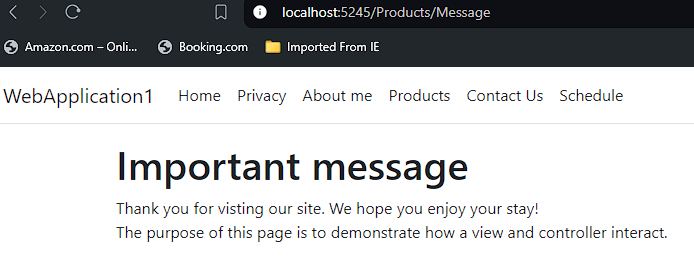 localhost:5245/Products/Message
Amazon.com – Onli... Booking.com Imported From IE
WebApplication1 Home Privacy About me Products Contact Us Schedule
Important message
Thank you for visting our site. We hope you enjoy your stay!
The purpose of this page is to demonstrate how a view and controller interact.